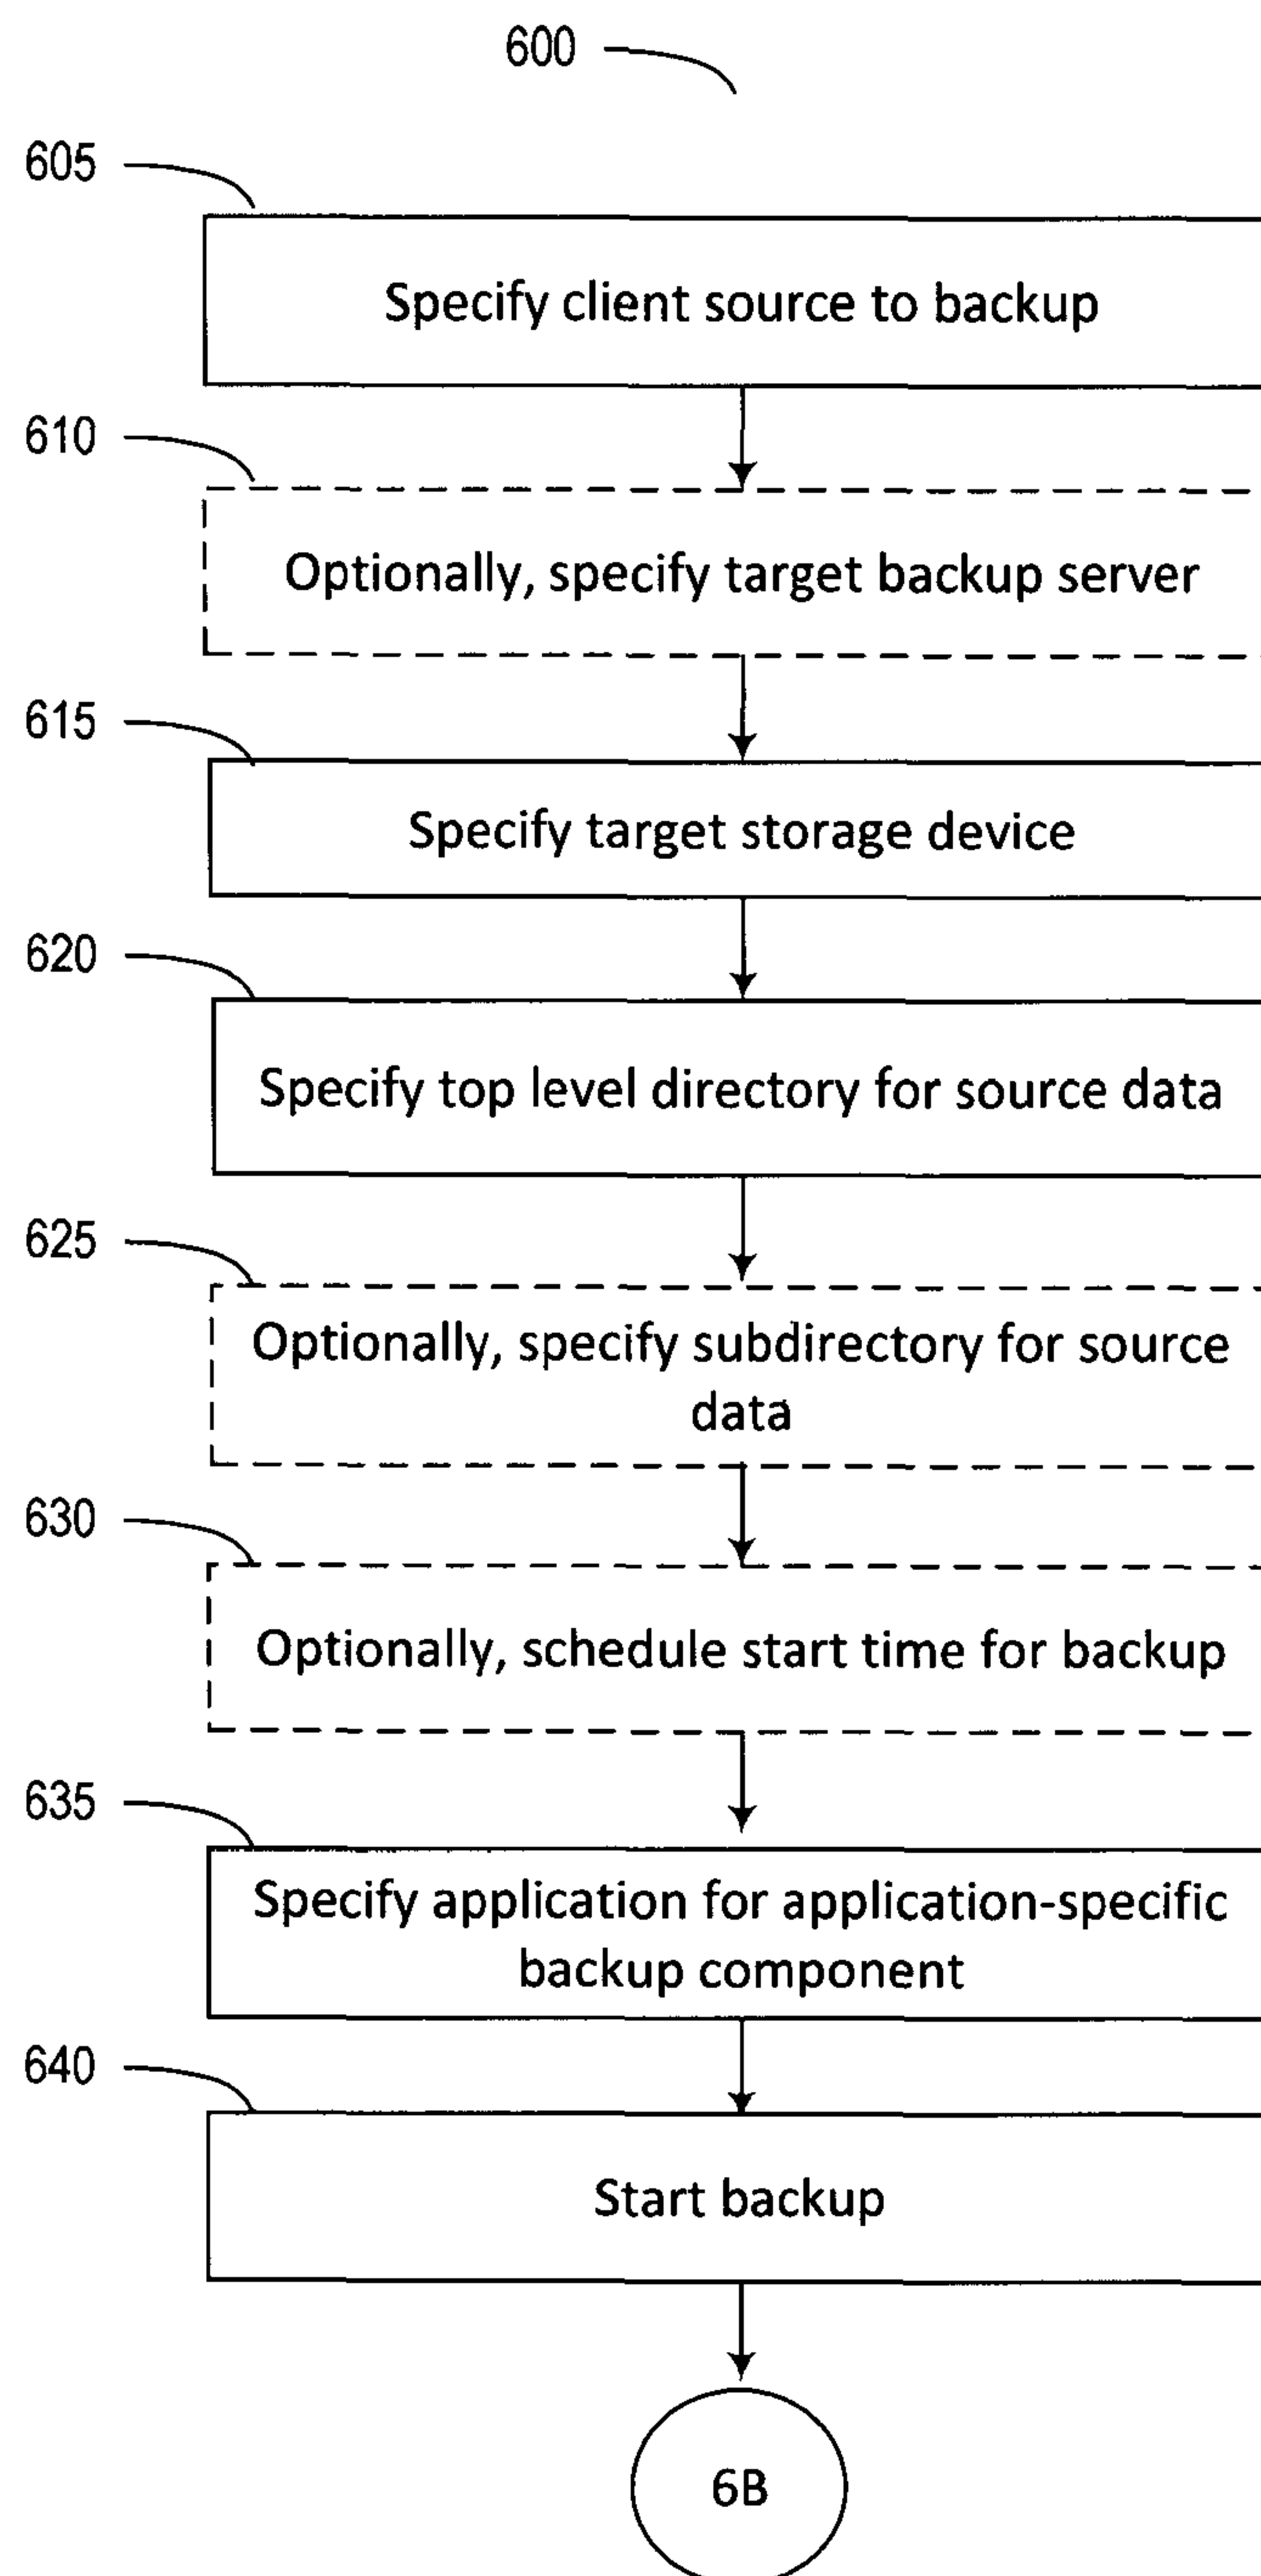 600
605
Specify client source to backup
610
Optionally, specify target backup server
615
Specify target storage device
620
Specify top level directory for source data
625
Optionally, specify subdirectory for source
data
630
Optionally, schedule start time for backup
635
Specify application for application-specific
backup component
640
Start backup
6B